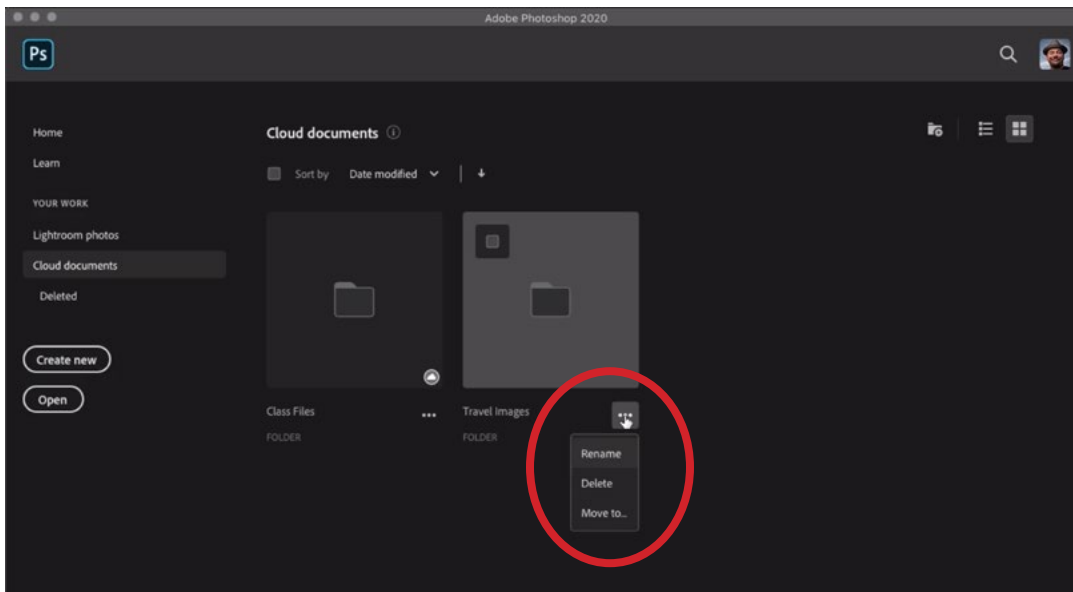 Adobe Photoshop 2020
Ps
Home
Learn
YOUR WORK
Lightroom photos
Cloud documents
Deleted
Create new
Open
Cloud documents
Sort by Date modified
Class Files
FOLDER
Travel Images
FOLDER
Rename
Delete
Move to...